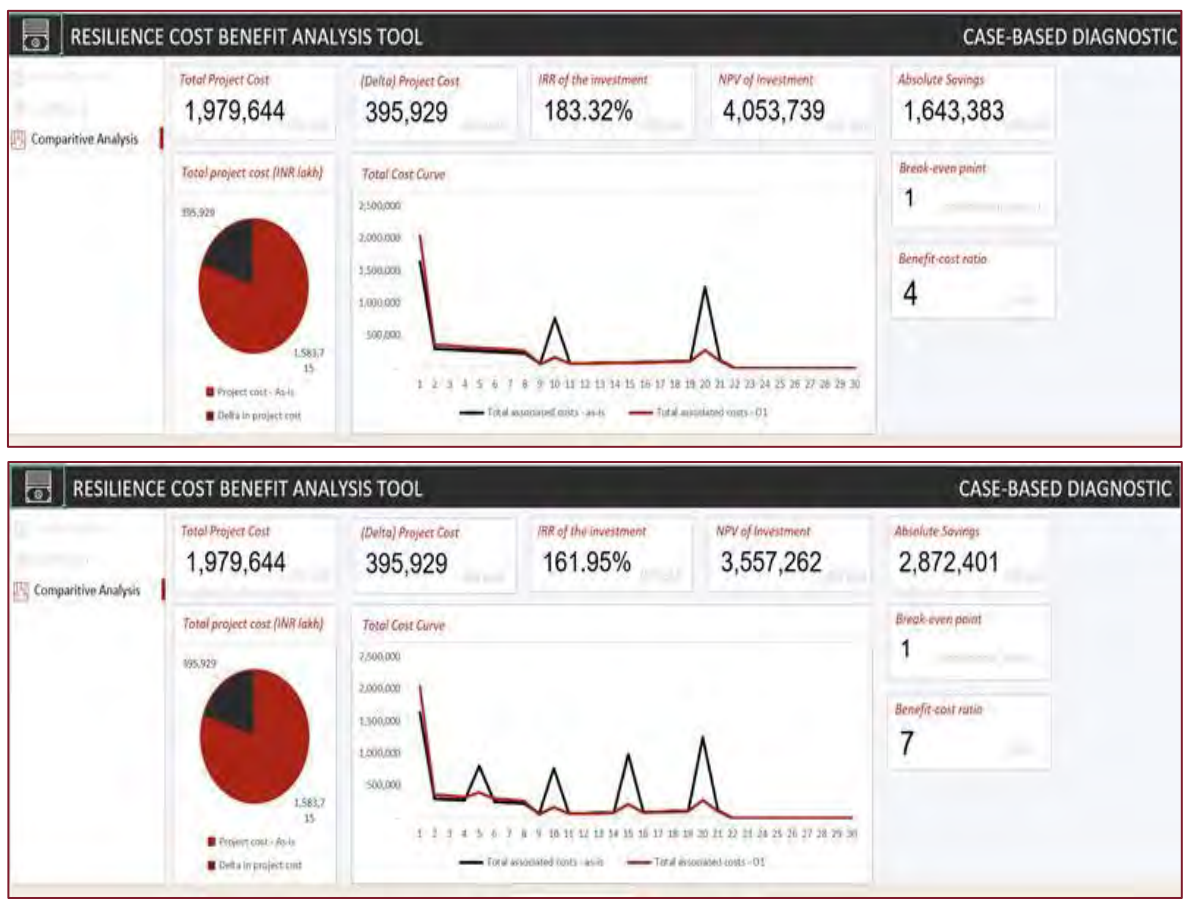 RESILIENCE COST BENEFIT ANALYSIS TOOL CASE-BASED DIAGNOSTIC
Total Project Cost (Delta) Project Cost IRR of the investment NPV of Investment Absolute Savings
1,979,644 395,929 183.32% 4,053,739 1,643,383
Comparitive Analysis
Total project cost (INR lakh)
395,929
1,583,7
15
Project cost - As-is
Delta in project cost
Total Cost Curve
2,500,000
2,000,000
1,500,000
1,000,000
500,000
1 2 3 4 5 6 7 8 9 10 11 12 13 14 15 16 17 18 19 20 21 22 23 24 25 26 27 28 29 30
Total associated costs - as-is Total associated costs - O1
Break-even point
1
Benefit-cost ratio
4
RESILIENCE COST BENEFIT ANALYSIS TOOL CASE-BASED DIAGNOSTIC
Total Project Cost (Delta) Project Cost IRR of the investment NPV of Investment Absolute Savings
1,979,644 395,929 161.95% 3,557,262 2,872,401
Comparitive Analysis
Total project cost (INR lakh)
395,929
1,583,7
15
Project cost - As-is
Delta in project cost
Total Cost Curve
2,500,000
2,000,000
1,500,000
1,000,000
500,000
1 2 3 4 5 6 7 8 9 10 11 12 13 14 15 16 17 18 19 20 21 22 23 24 25 26 27 28 29 30
Total associated costs - as-is Total associated costs - O1
Break-even point
1
Benefit-cost ratio
7